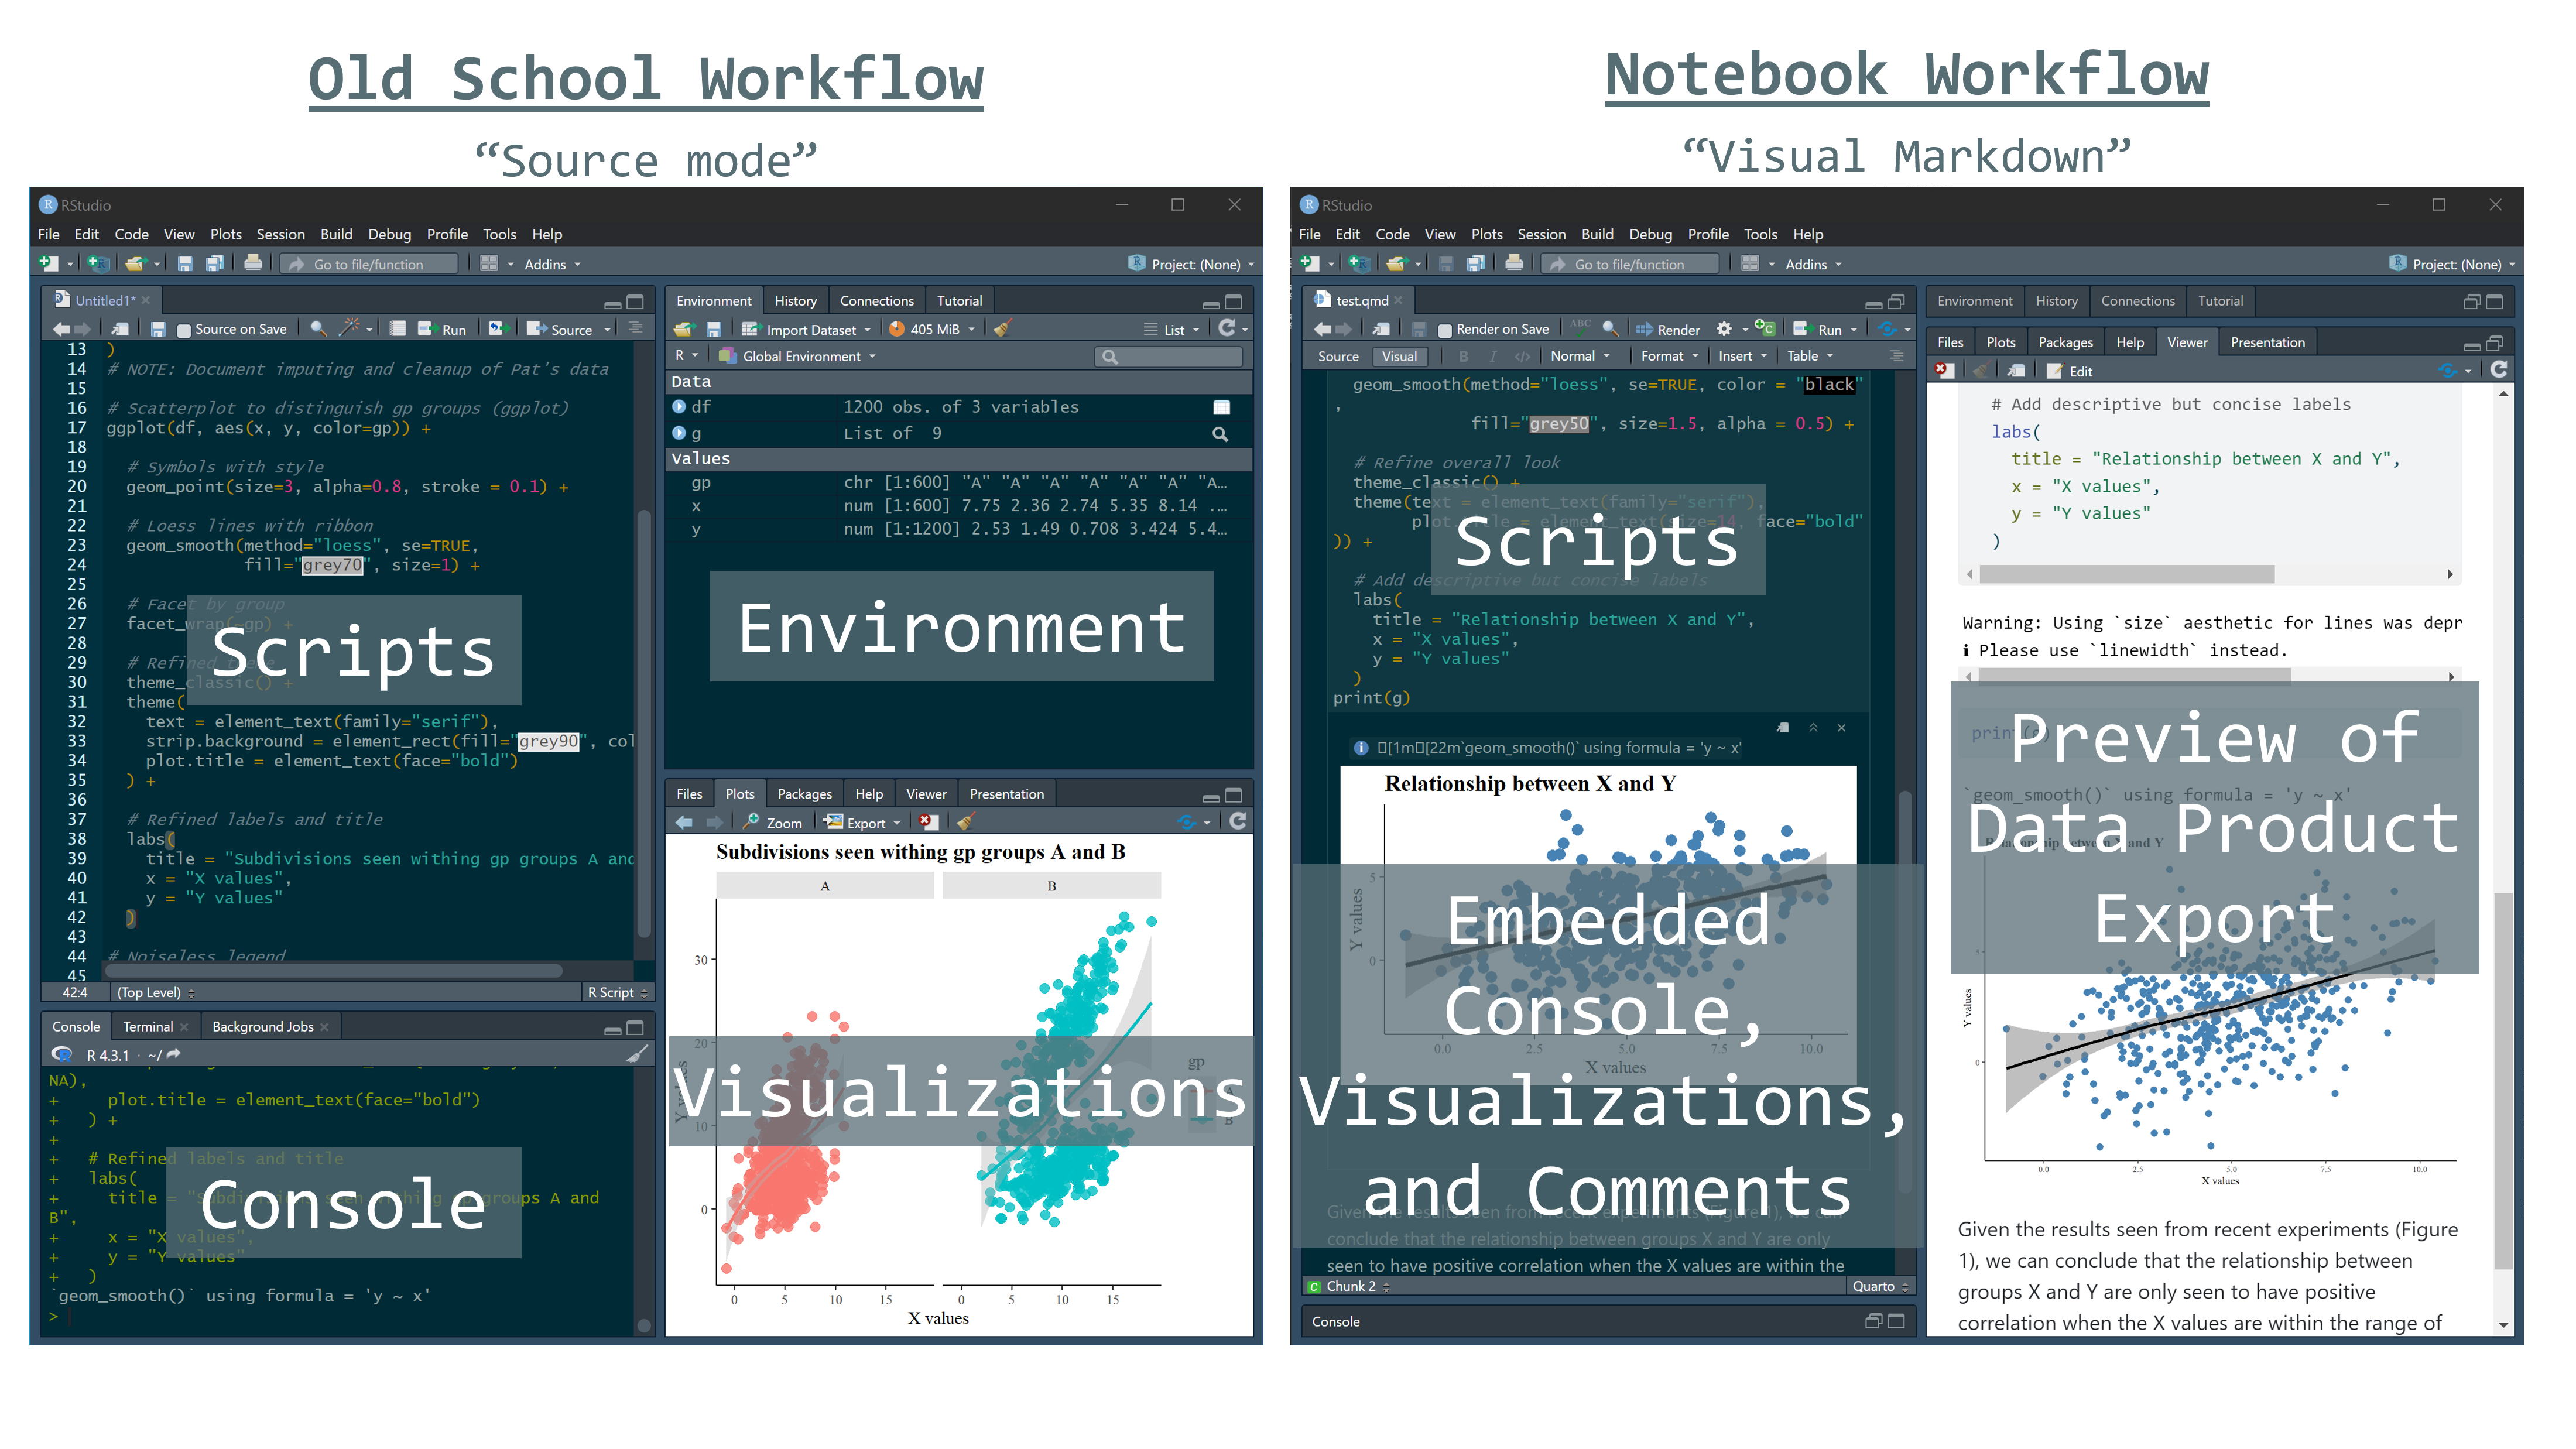 Old School Workflow
“Source mode”
RStudio
File Edit Code View Plots Session Build Debug Profile Tools Help
Go to file/function Addins Project: (None)
Untitled1*
Source on Save Run Source
13 )
14 # NOTE: Document imputing and cleanup of Pat's data
15
16 # Scatterplot to distinguish gp groups (ggplot)
17 ggplot(df, aes(x, y, color=gp)) +
18
19 # Symbols with style
20 geom_point(size=3, alpha=0.8, stroke = 0.1) +
21
22 # Loess lines with ribbon
23 geom_smooth(method="loess", se=TRUE,
24 fill="grey70", size=1) +
25
26 # Facet by group
27 facet_wrap(~gp) +
28
29 # Refined
30 theme_classic() +
31 theme(
32 text = element_text(family="serif"),
33 strip.background = element_rect(fill="grey90", col
34 plot.title = element_text(face="bold")
35 ) +
36
37 # Refined labels and title
38 labs(
39 title = "Subdivisions seen withing gp groups A and
40 x = "X values",
41 y = "Y values"
42 )
43
44 # Noiseless legend
45
Scripts
42:4 (Top Level) R Script
Console Terminal Background Jobs
R 4.3.1 · ~/
NA),
+ plot.title = element_text(face="bold")
+ ) +
+
+ # Refined labels and title
+ labs(
+ title = "Subdivisions seen withing gp groups A and
B",
+ x = "X values",
+ y = "Y values"
+ )
`geom_smooth()` using formula = 'y ~ x'
>
Console
Environment History Connections Tutorial
Import Dataset 405 MiB List
R Global Environment
Data
df 1200 obs. of 3 variables
g List of 9
Values
gp chr [1:600] "A" "A" "A" "A" "A" "A" "A…
x num [1:600] 7.75 2.36 2.74 5.35 8.14 .…
y num [1:1200] 2.53 1.49 0.708 3.424 5.4…
Environment
Files Plots Packages Help Viewer Presentation
Zoom Export
Subdivisions seen withing gp groups A and B
A B
30
20
10
0
Y values
gp
B
Visualizations
0 5 10 15 0 5 10 15
X values
Notebook Workflow
“Visual Markdown”
RStudio
File Edit Code View Plots Session Build Debug Profile Tools Help
Go to file/function Addins Project: (None)
test.qmd
Render on Save ABC Render Run
Source Visual B I </> Normal Format Insert Table
geom_smooth(method="loess", se=TRUE, color = "black"
,
fill="grey50", size=1.5, alpha = 0.5) +
# Refine overall look
theme_classic() +
theme(text = element_text(family="serif"),
plot.title = element_text(size=14, face="bold"
)) +
# Add descriptive but concise labels
labs(
title = "Relationship between X and Y",
x = "X values",
y = "Y values"
)
print(g)
Scripts
▯[1m▯[22m`geom_smooth()` using formula = 'y ~ x'
Relationship between X and Y
5
0
Y values
0.0 2.5 5.0 7.5 10.0
X values
Embedded
Console,
Visualizations,
and Comments
Given the results seen from recent experiments (Figure 1), we can
conclude that the relationship between groups X and Y are only
seen to have positive correlation when the X values are within the
Chunk 2 Quarto
Console
Environment History Connections Tutorial
Files Plots Packages Help Viewer Presentation
Edit
# Add descriptive but concise labels
labs(
title = "Relationship between X and Y",
x = "X values",
y = "Y values"
)
Warning: Using `size` aesthetic for lines was depr
ℹ Please use `linewidth` instead.
print(g)
`geom_smooth()` using formula = 'y ~ x'
Relationship between X and Y
Preview of
Data Product
Export
5
0
Y values
0.0 2.5 5.0 7.5 10.0
X values
Given the results seen from recent experiments (Figure
1), we can conclude that the relationship between
groups X and Y are only seen to have positive
correlation when the X values are within the range of